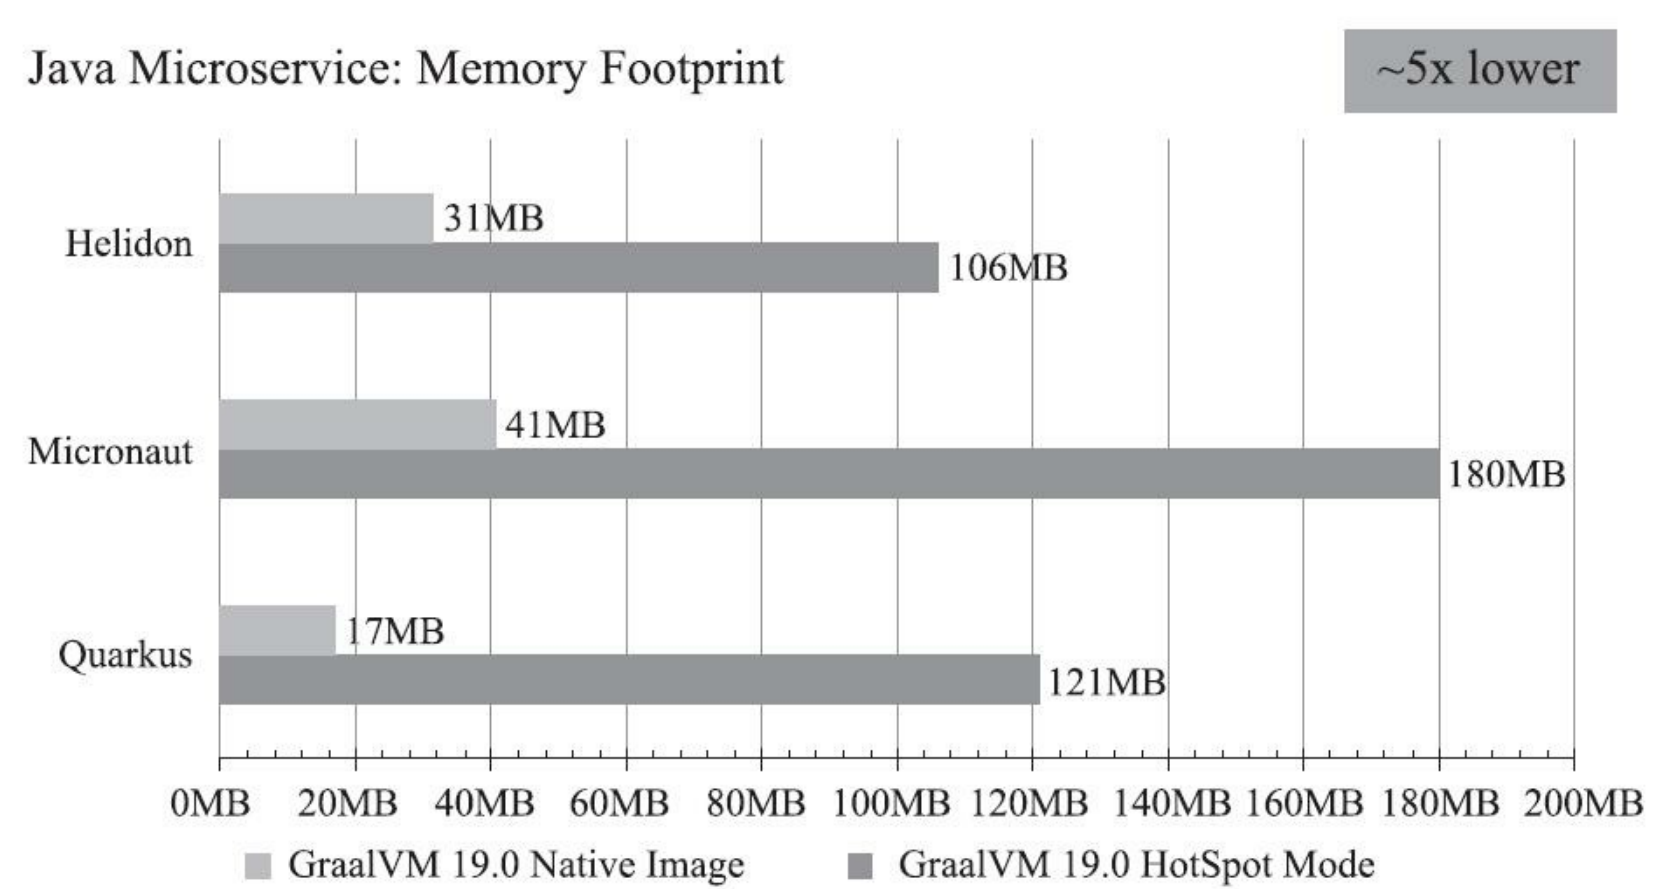 Java Microservice: Memory Footprint
~5x lower
Helidon
31MB
106MB
Micronaut
41MB
180MB
Quarkus
17MB
121MB
0MB 20MB 40MB 60MB 80MB 100MB 120MB 140MB 160MB 180MB 200MB
GraalVM 19.0 Native Image GraalVM 19.0 HotSpot Mode